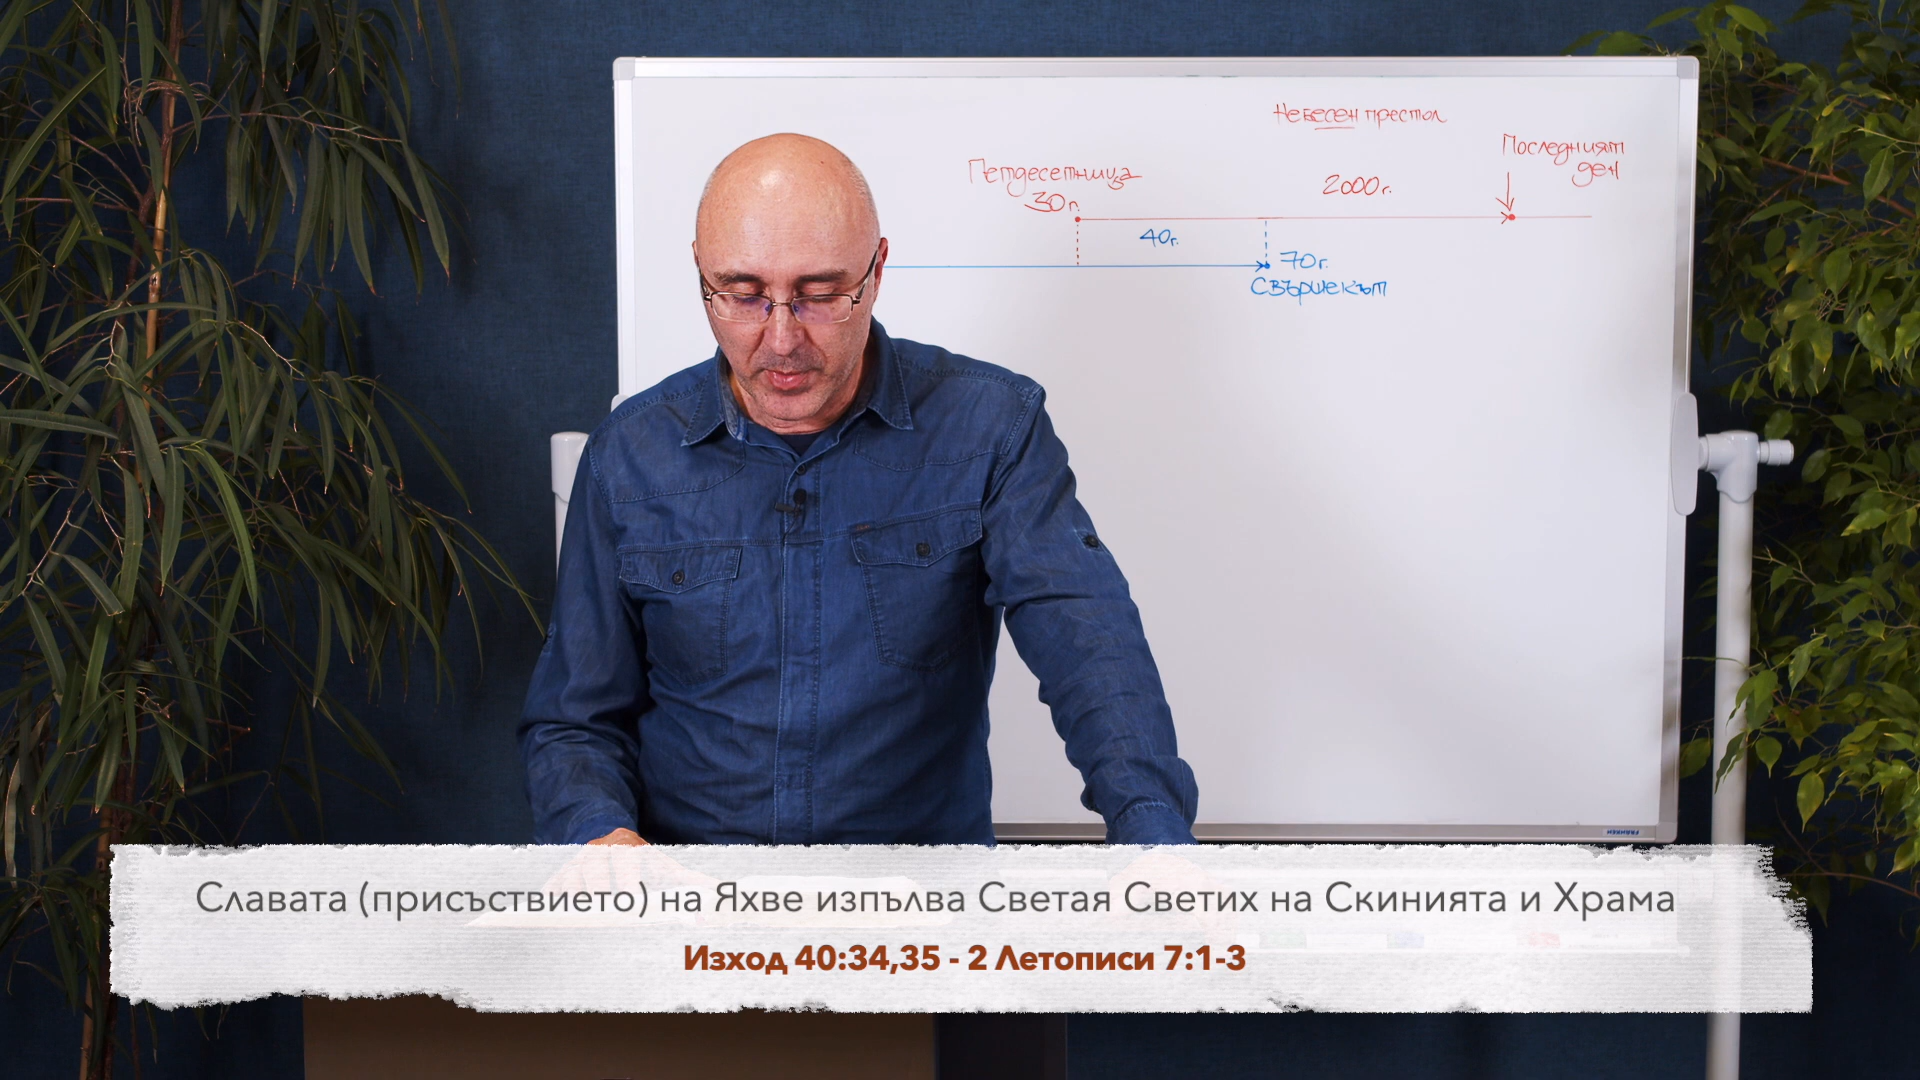 Небесен престол
Последният
ден
Петдесетница
30г.
2000г.
40г.
70г.
Свършекът
FRANKEN
Славата (присъствието) на Яхве изпълва Светая Светих на Скинията и Храма
Изход 40:34,35 - 2 Летописи 7:1-3